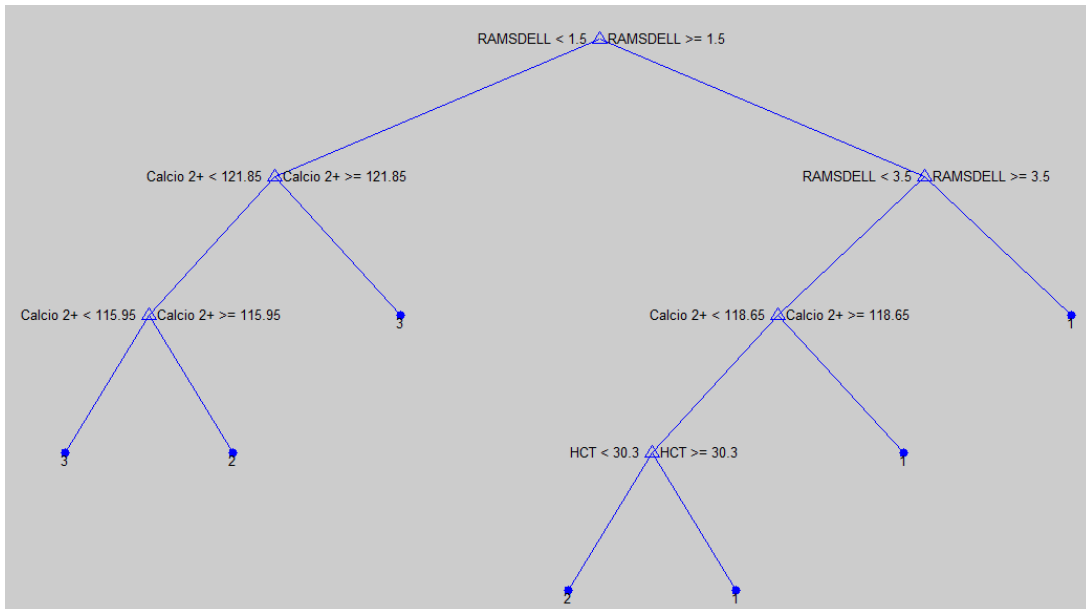 RAMSDELL < 1.5 RAMSDELL >= 1.5
Calcio 2+ < 121.85 Calcio 2+ >= 121.85
RAMSDELL < 3.5 RAMSDELL >= 3.5
Calcio 2+ < 115.95 Calcio 2+ >= 115.95
3
Calcio 2+ < 118.65 Calcio 2+ >= 118.65
1
3
2
HCT < 30.3 HCT >= 30.3
1
2
1